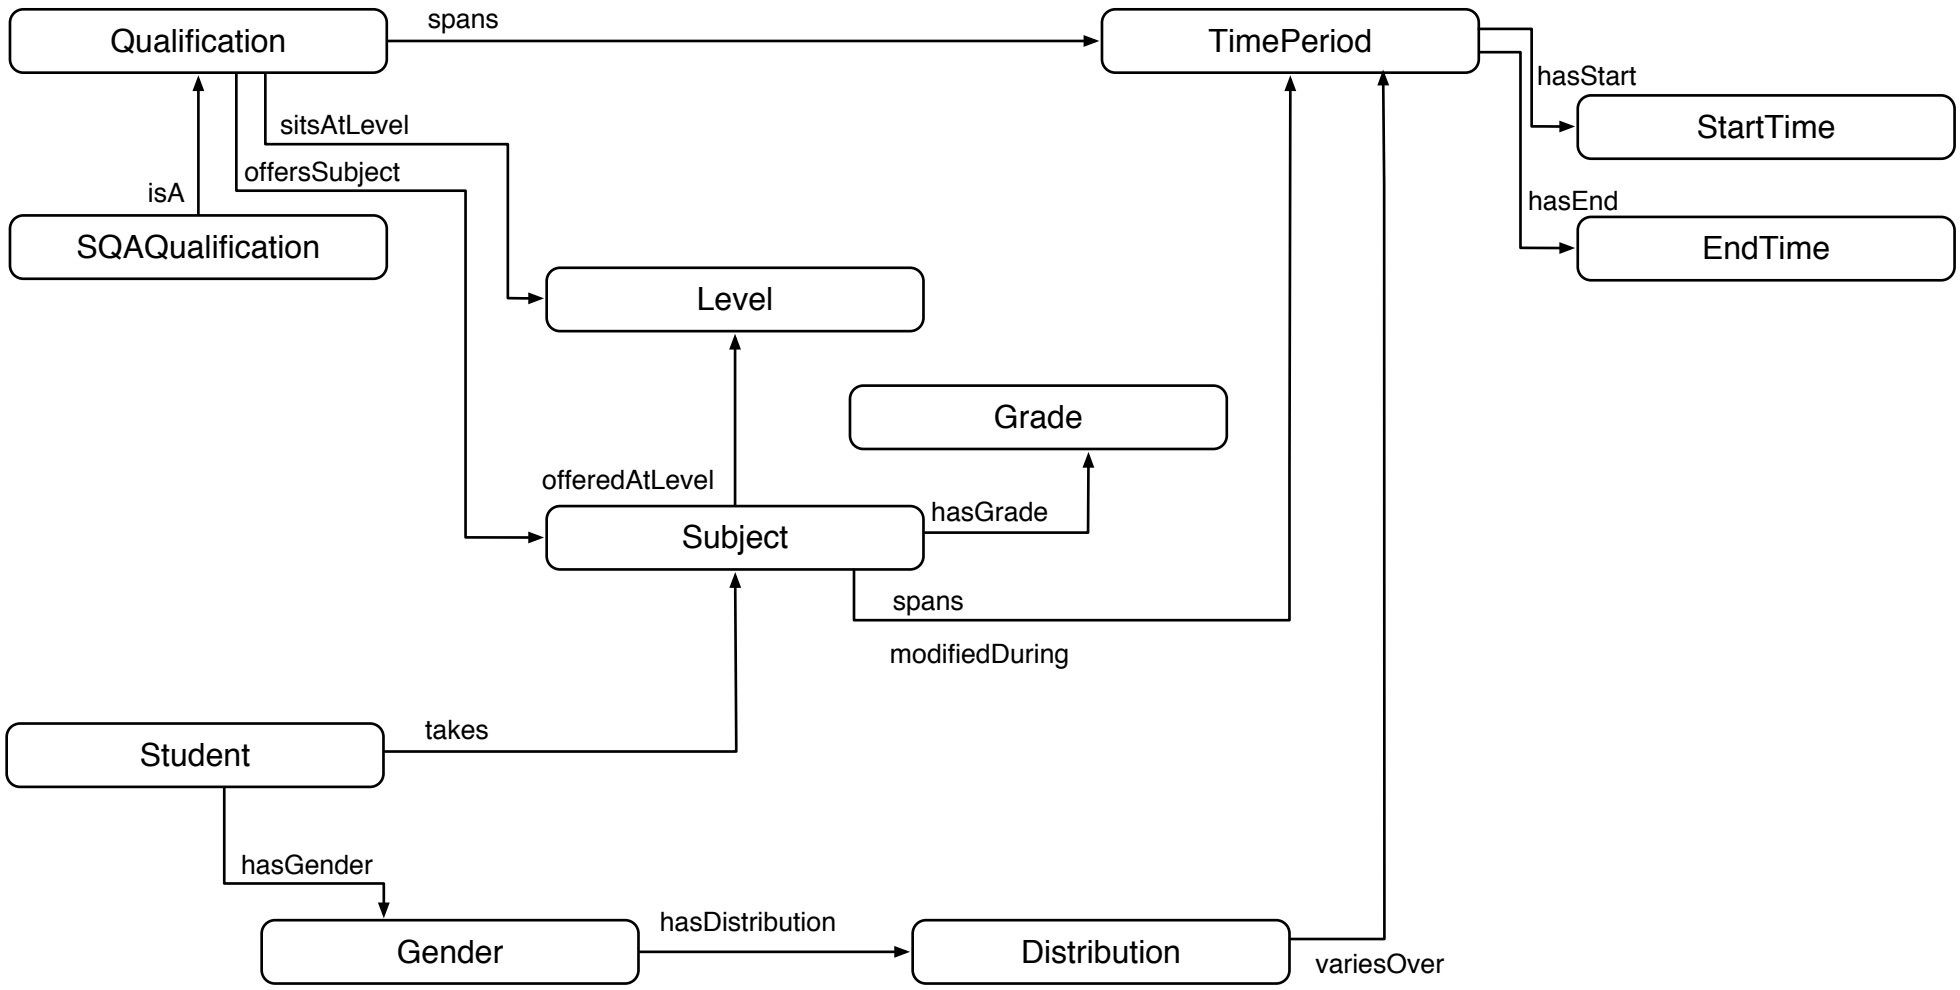 spans
Qualification
TimePeriod
hasStart
sitsAtLevel
StartTime
offersSubject
isA
hasEnd
SQAQualification
EndTime
Level
Grade
offeredAtLevel
hasGrade
Subject
spans
modifiedDuring
takes
Student
hasGender
hasDistribution
Gender
Distribution
variesOver